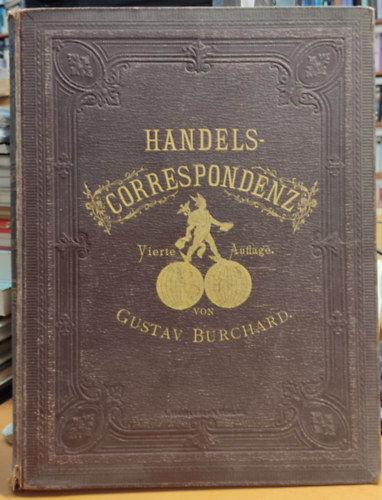 HANDELS-
CORRESPONDENZ
Vierte Auflage.
VON
GUSTAV BURCHARD.